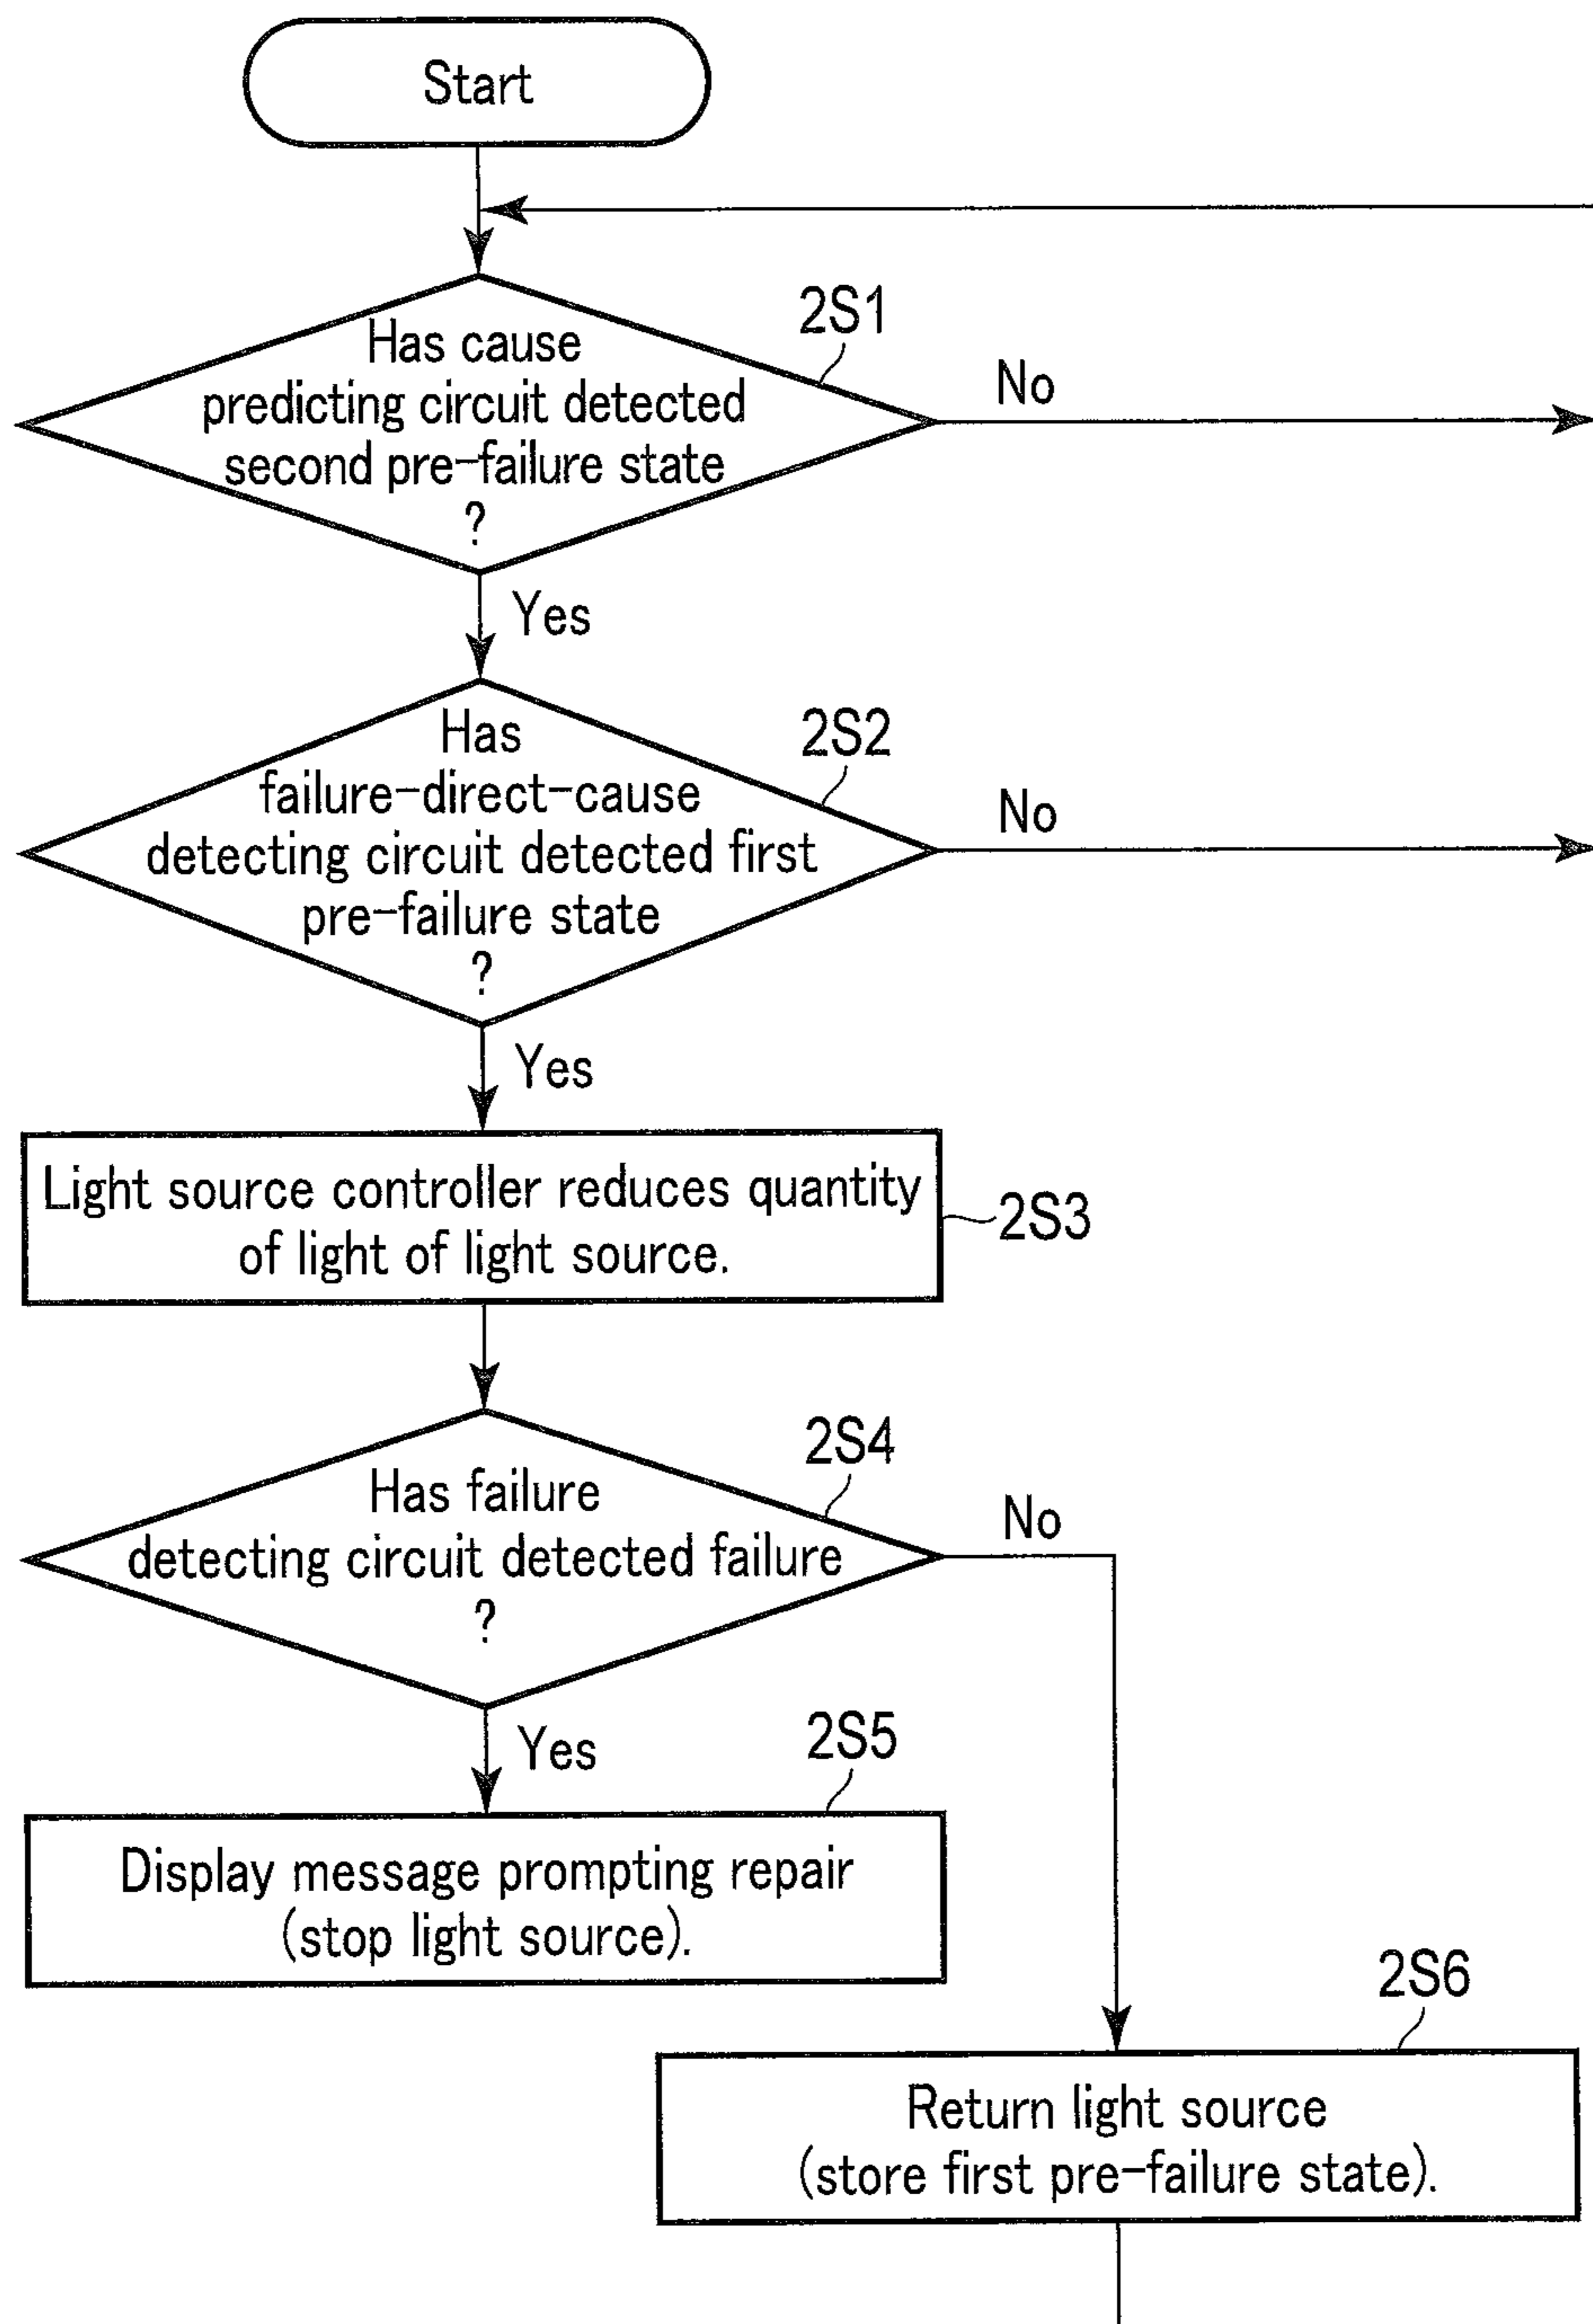 Start
2S1
Has cause
predicting circuit detected
second pre-failure state
?
No
Yes
2S2
Has
failure-direct-cause
detecting circuit detected first
pre-failure state
?
No
Yes
Light source controller reduces quantity
of light of light source.
2S3
2S4
Has failure
detecting circuit detected failure
?
No
Yes
2S5
Display message prompting repair
(stop light source).
2S6
Return light source
(store first pre-failure state).